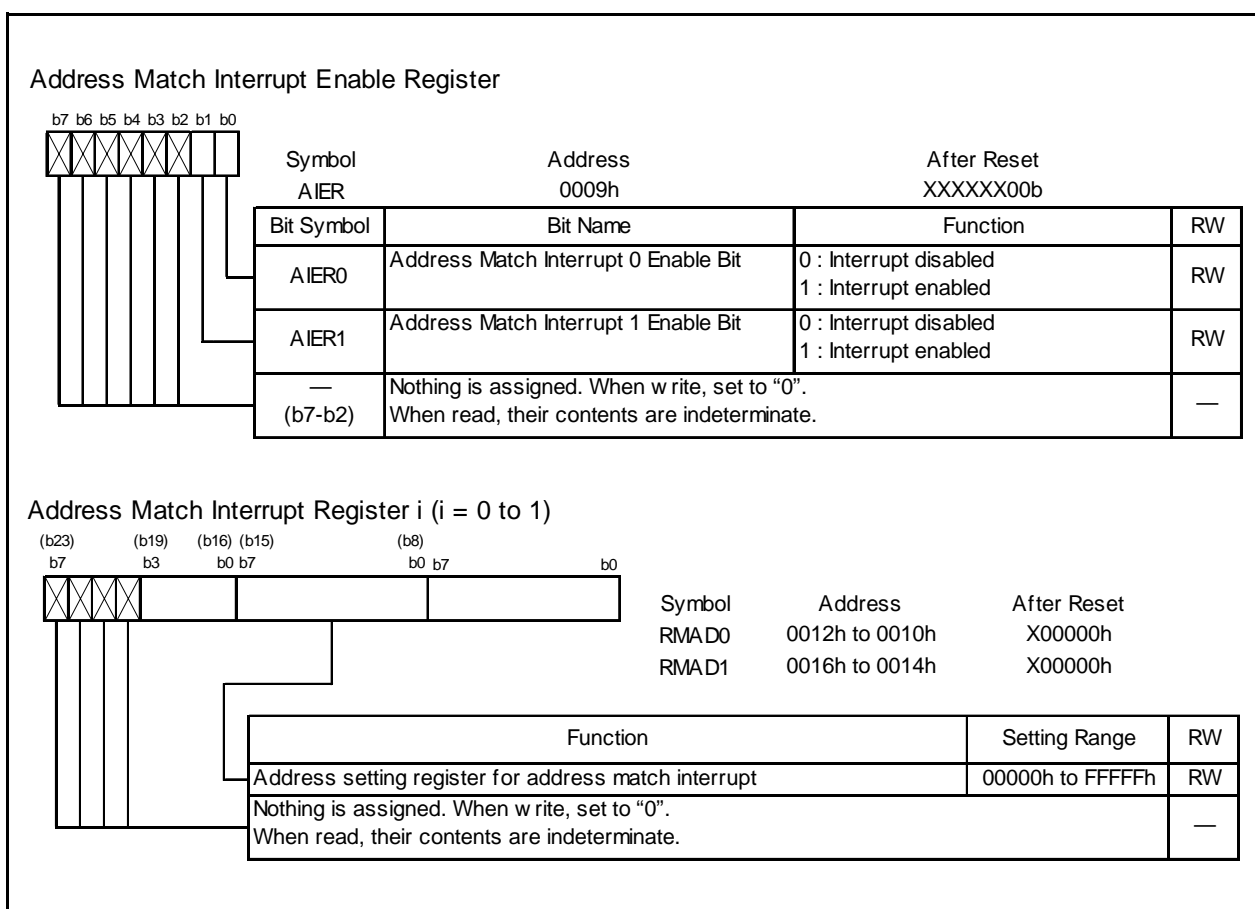 Address Match Interrupt Enable Register
b7 b6 b5 b4 b3 b2 b1 b0
Symbol Address After Reset
AIER 0009h XXXXXX00b
Bit Symbol Bit Name Function RW
AIER0 Address Match Interrupt 0 Enable Bit 0 : Interrupt disabled RW
1 : Interrupt enabled
AIER1 Address Match Interrupt 1 Enable Bit 0 : Interrupt disabled RW
1 : Interrupt enabled
— Nothing is assigned. When write, set to “0”. —
(b7-b2) When read, their contents are indeterminate.
Address Match Interrupt Register i (i = 0 to 1)
(b23) (b19) (b16) (b15) (b8)
b7 b3 b0 b7 b0 b7 b0
Symbol Address After Reset
RMAD0 0012h to 0010h X00000h
RMAD1 0016h to 0014h X00000h
Function Setting Range RW
Address setting register for address match interrupt 00000h to FFFFFh RW
Nothing is assigned. When write, set to “0”. —
When read, their contents are indeterminate.